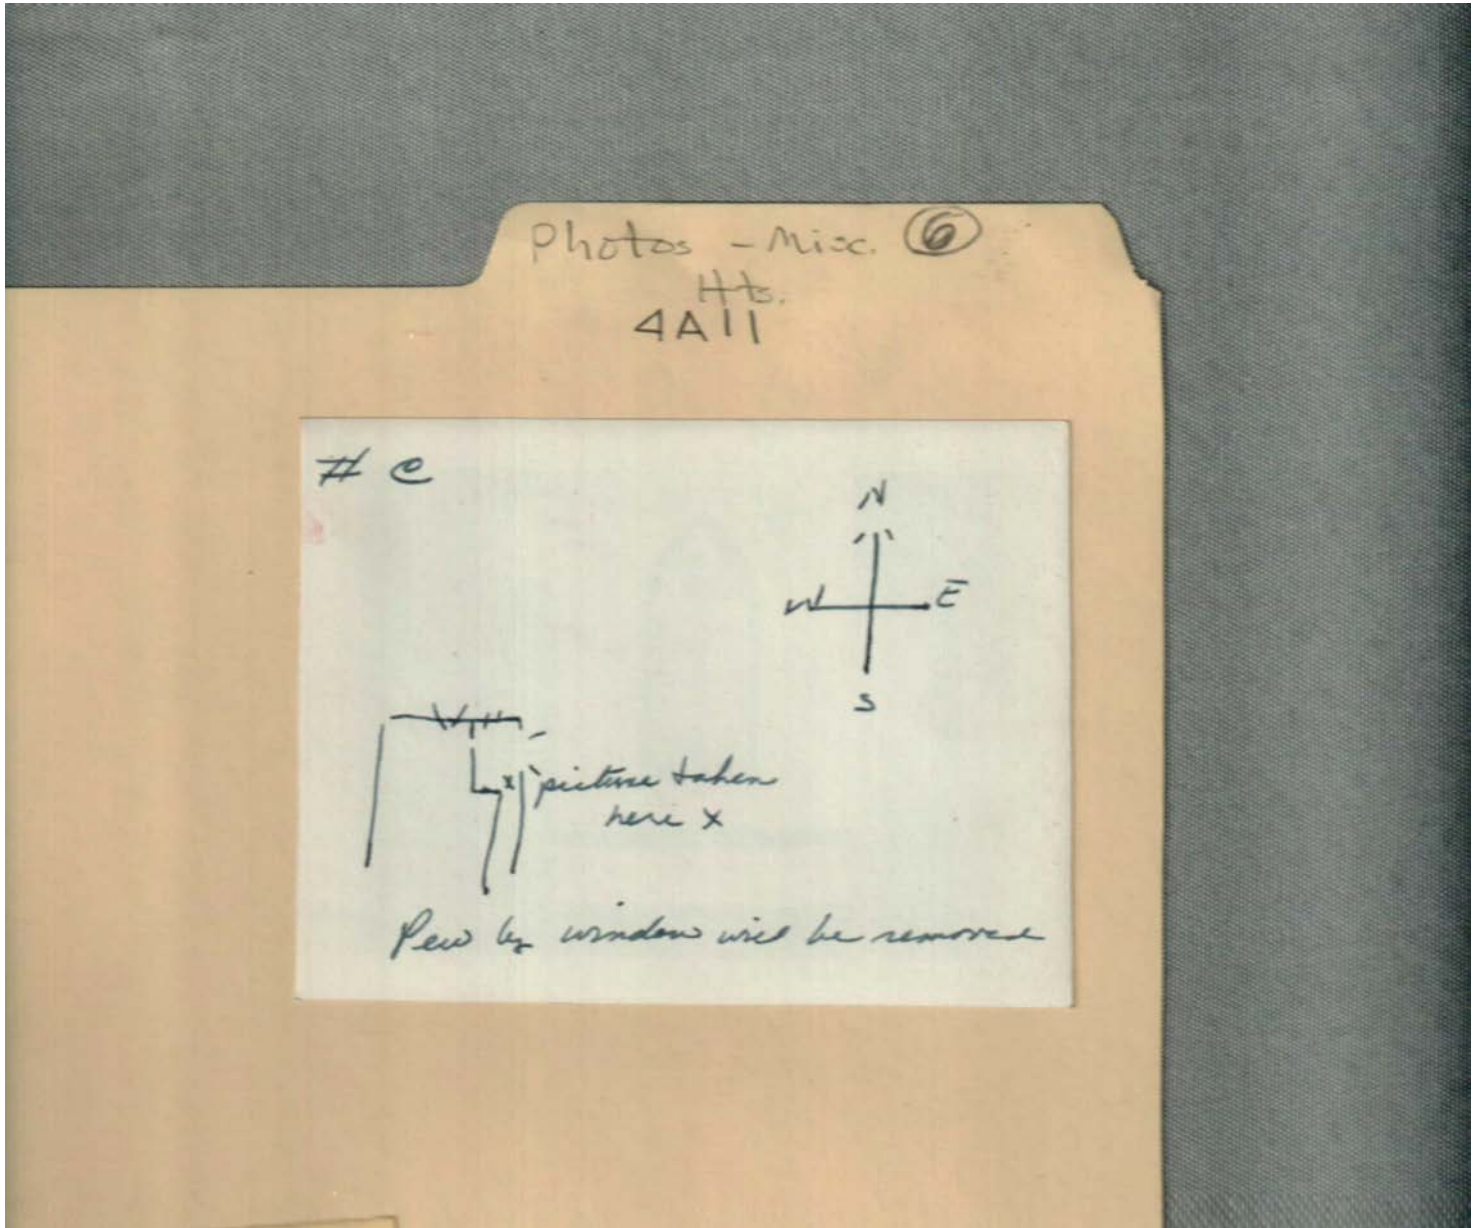 Photos - Misc. 6
Hts.
4A11
# C
N
W E
S
x picture taken
here x
Pew by window will be removed